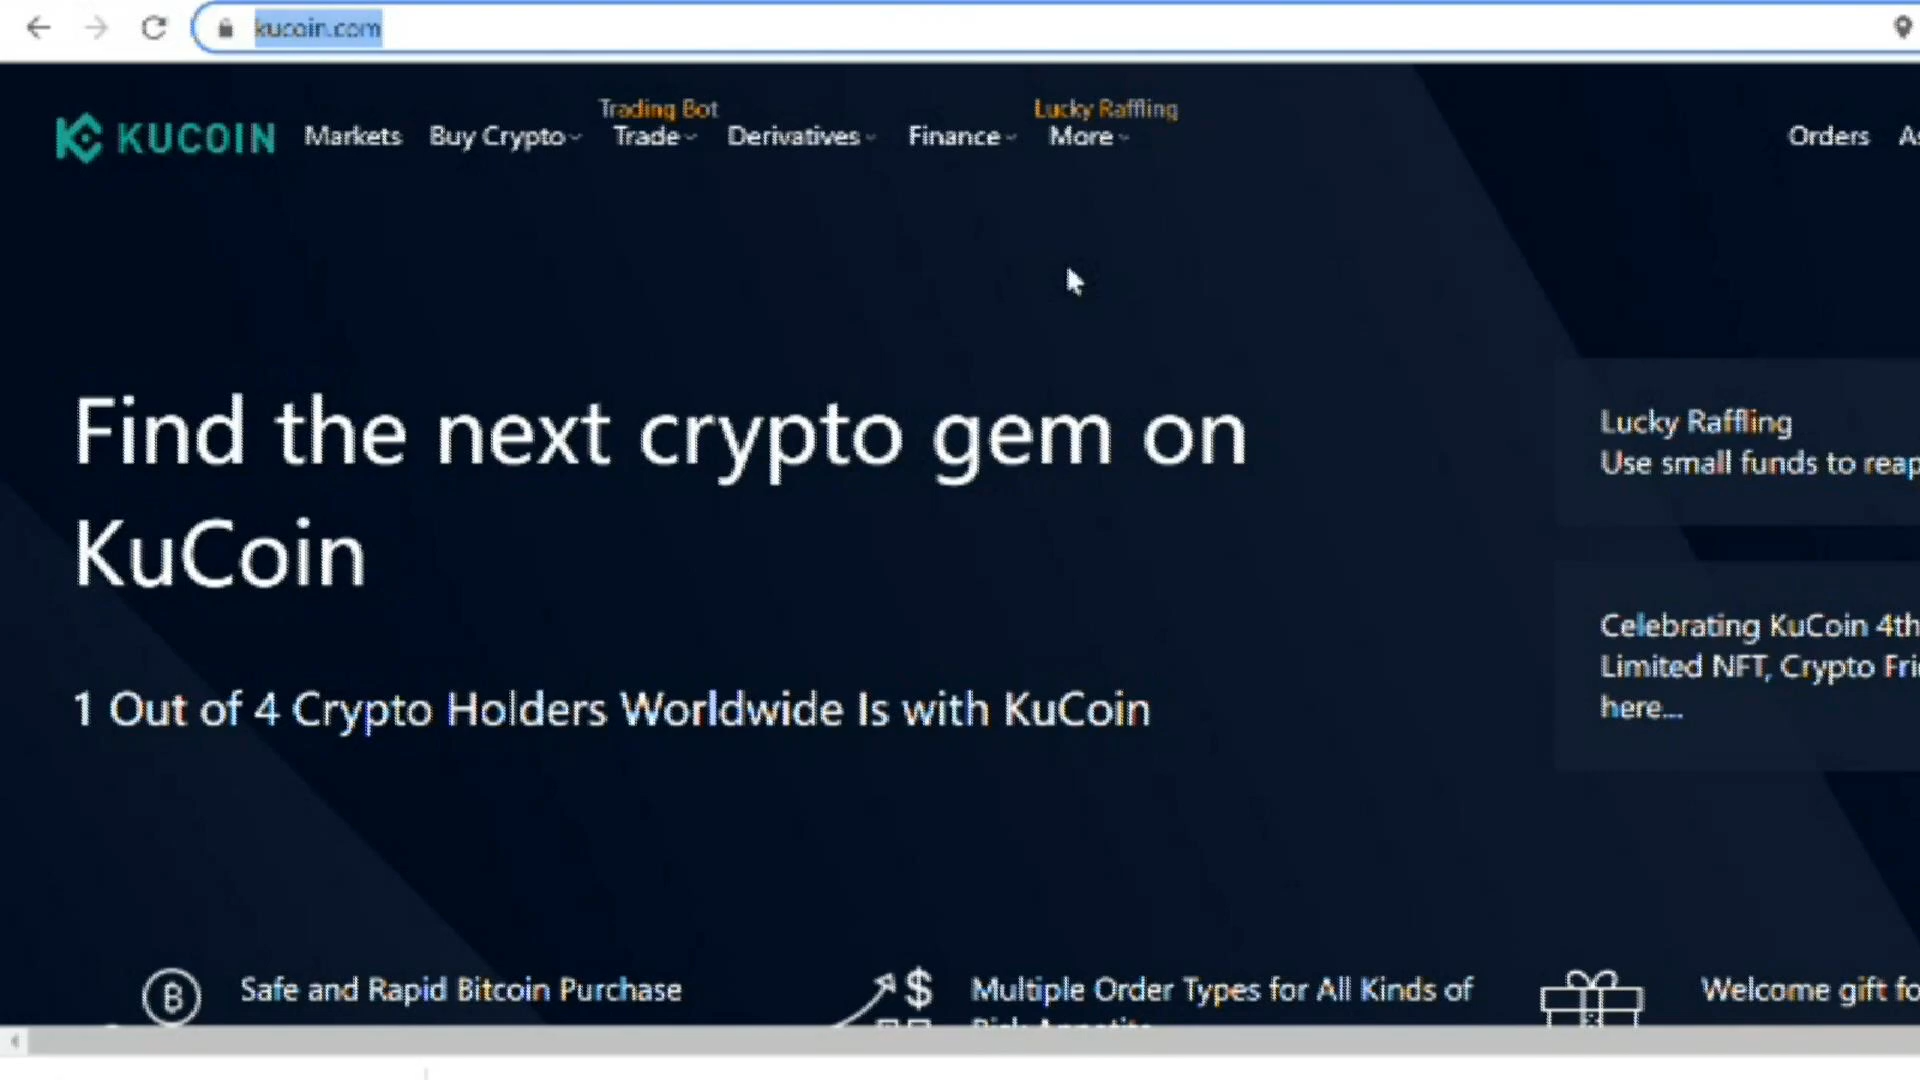 kucoin.com
Trading Bot
Lucky Raffling
KUCOIN Markets Buy Crypto Trade Derivatives Finance More Orders
Find the next crypto gem on
KuCoin
1 Out of 4 Crypto Holders Worldwide Is with KuCoin
Lucky Raffling
Use small funds to reap
Celebrating KuCoin 4th
Limited NFT, Crypto Fri
here...
Safe and Rapid Bitcoin Purchase
Multiple Order Types for All Kinds of
Welcome gift fo